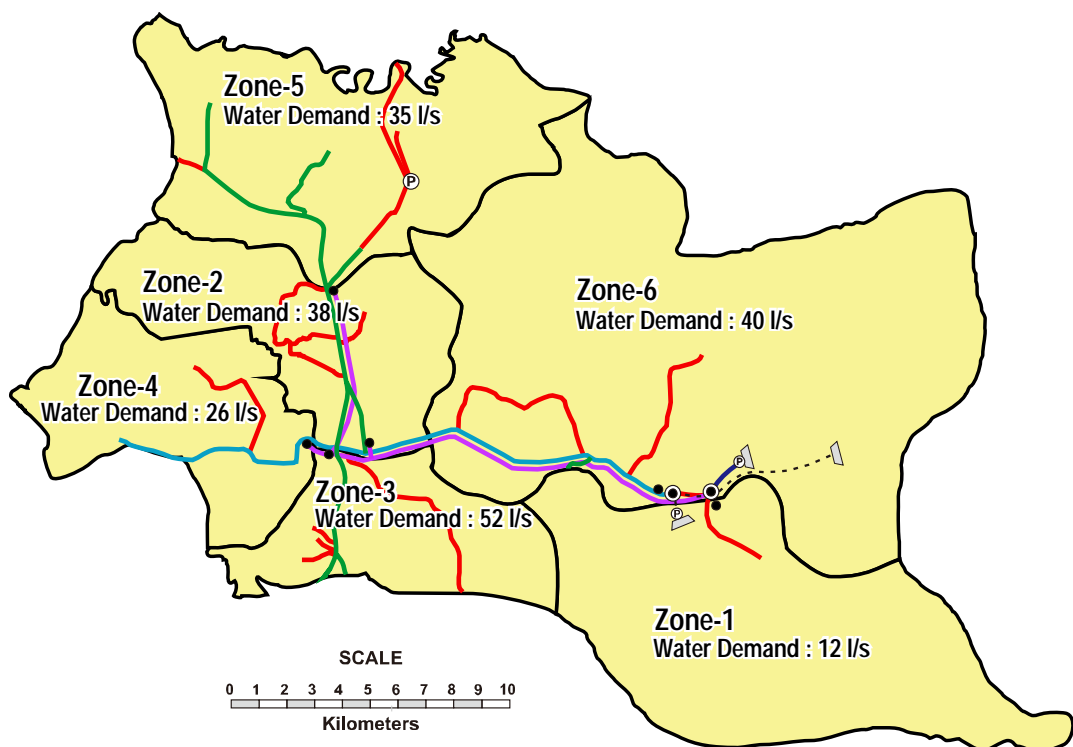 Zone-5
Water Demand : 35 l/s
P
Zone-2
Water Demand : 38 l/s
Zone-6
Water Demand : 40 l/s
Zone-4
Water Demand : 26 l/s
P
Zone-3
Water Demand : 52 l/s
P
Zone-1
Water Demand : 12 l/s
SCALE
0 1 2 3 4 5 6 7 8 9 10
Kilometers